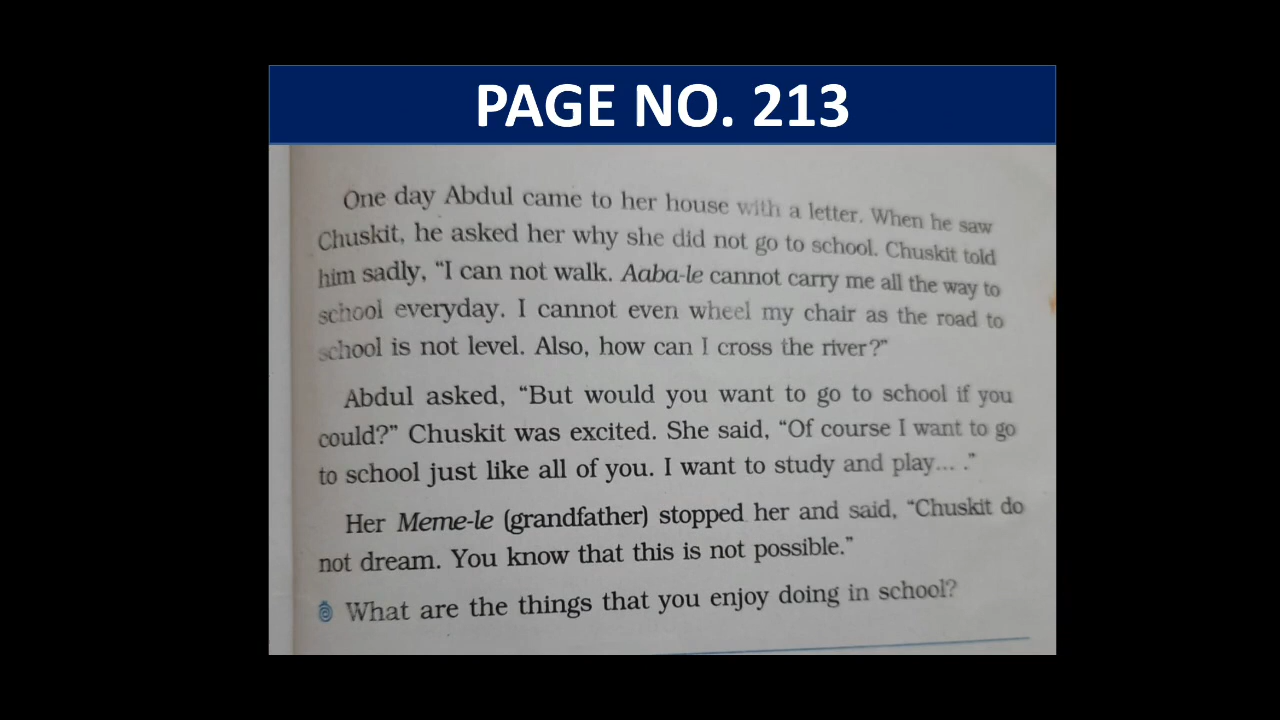 PAGE NO. 213
One day Abdul came to her house with a letter. When he saw
Chuskit, he asked her why she did not go to school. Chuskit told
him sadly, “I can not walk. Aaba-le cannot carry me all the way to
school everyday. I cannot even wheel my chair as the road to
school is not level. Also, how can I cross the river?”
Abdul asked, “But would you want to go to school if you
could?” Chuskit was excited. She said, “Of course I want to go
to school just like all of you. I want to study and play... .”
Her Meme-le (grandfather) stopped her and said, “Chuskit do
not dream. You know that this is not possible.”
What are the things that you enjoy doing in school?